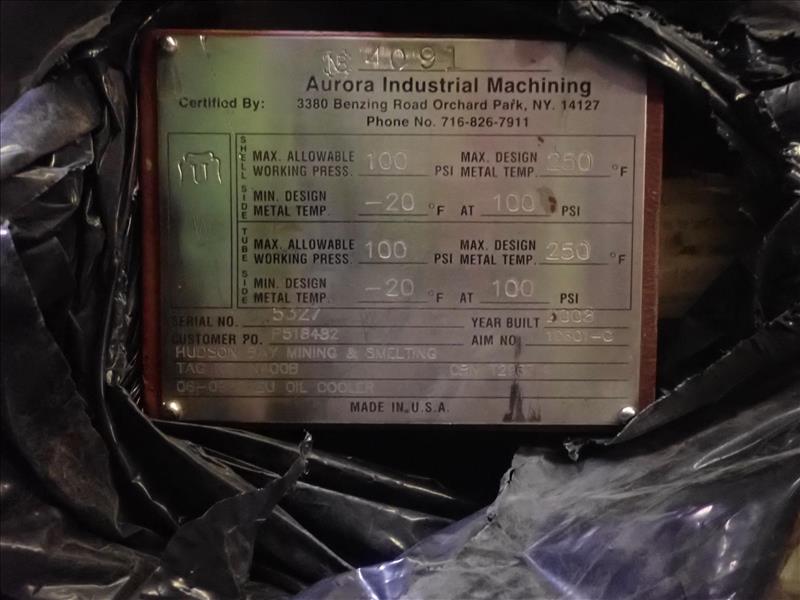 NB 4091
Aurora Industrial Machining
Certified By: 3380 Benzing Road Orchard Park, NY. 14127
Phone No. 716-826-7911
U
W
SHELL SIDE
MAX. ALLOWABLE WORKING PRESS. 100 PSI MAX. DESIGN METAL TEMP. 250 °F
MIN. DESIGN METAL TEMP. -20 °F AT 100 PSI
TUBE SIDE
MAX. ALLOWABLE WORKING PRESS. 100 PSI MAX. DESIGN METAL TEMP. 250 °F
MIN. DESIGN METAL TEMP. -20 °F AT 100 PSI
SERIAL NO. 5327 YEAR BUILT 2008
CUSTOMER PO. AIM NO.
HUDSON BAY MINING & SMELTING
TAG
OIL COOLER
MADE IN U.S.A.